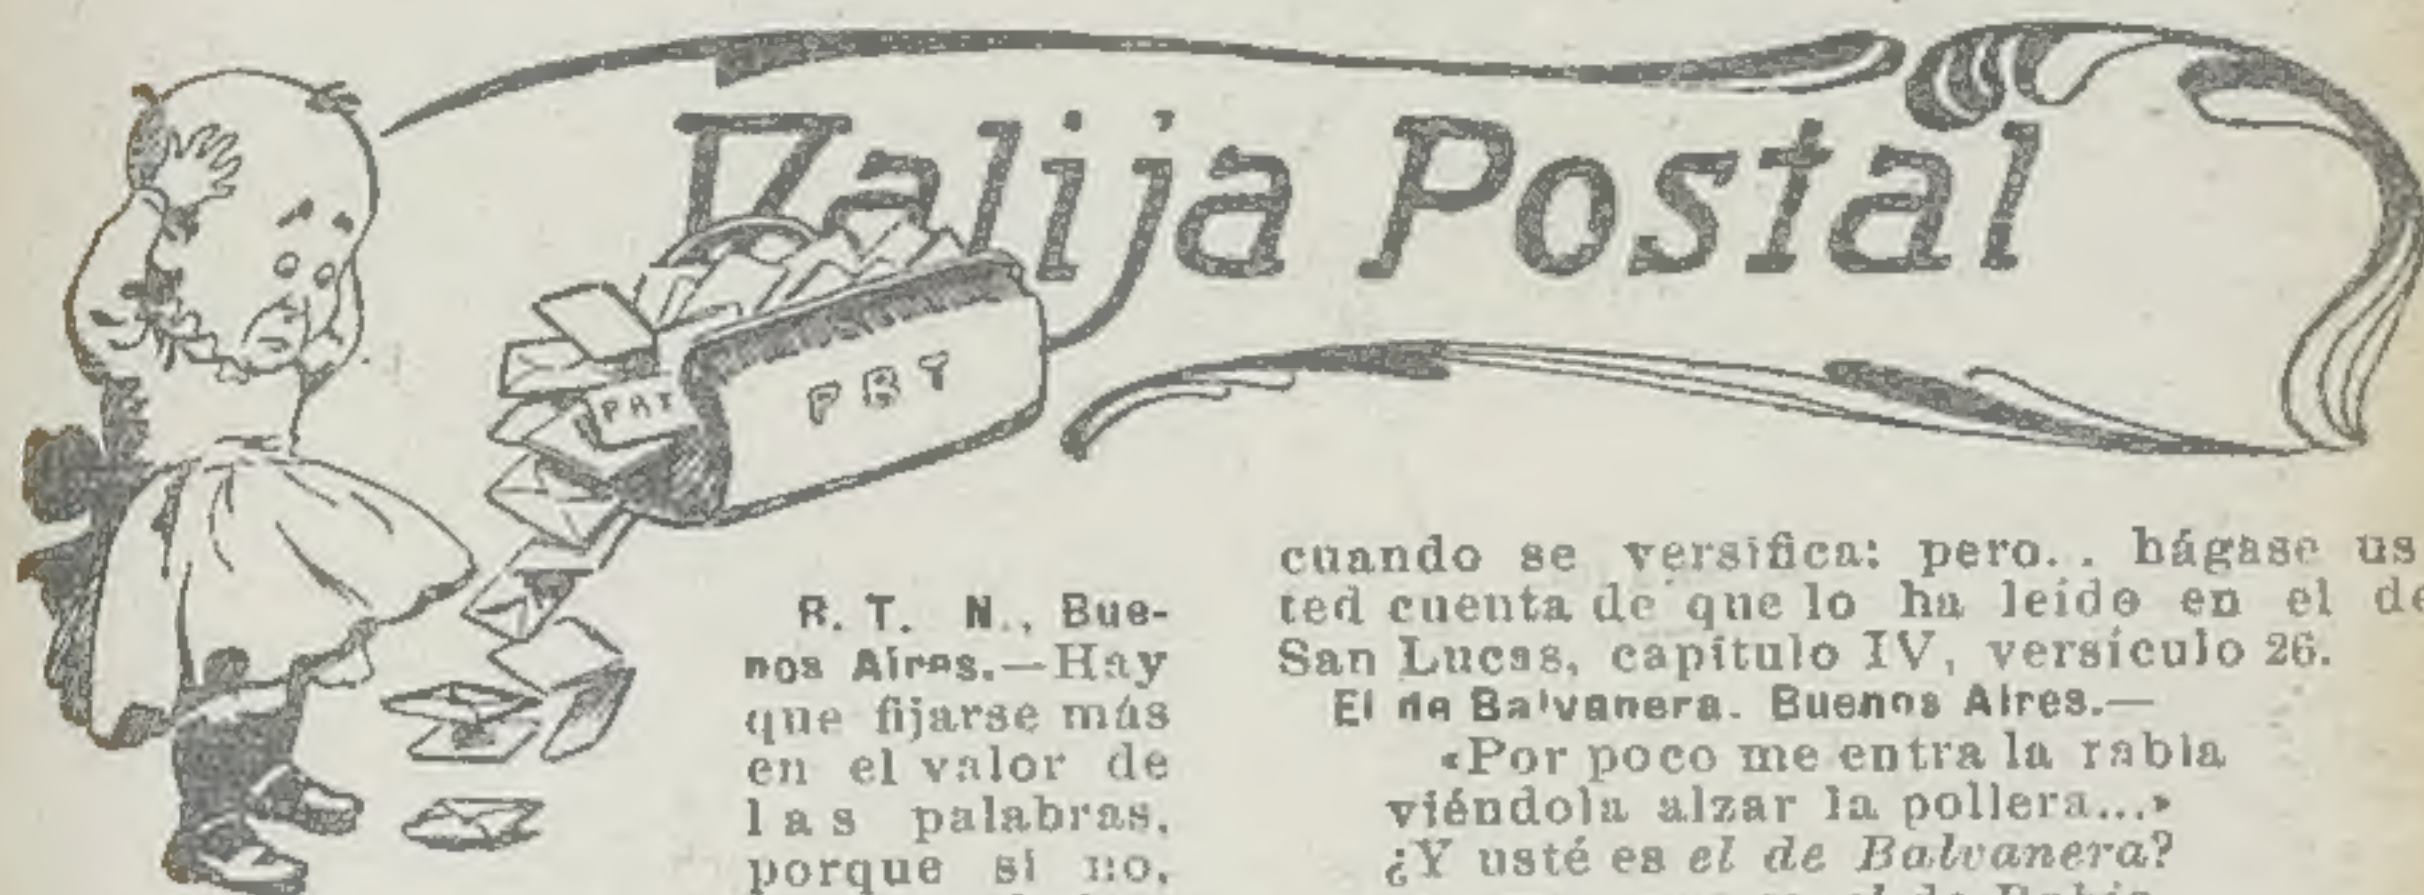 Valija Postal
PBT
PBT
R. T. N., Bue-
nos Aires.—Hay
que fijarse más
en el valor de
las palabras,
porque si no,
cuando se versifica: pero... hágase us-
ted cuenta de que lo ha leído en el de
San Lucas, capítulo IV, versículo 26.
El de Balvanera. Buenos Aires.—
«Por poco me entra la rabia
viéndola alzar la pollera...»
¿Y usté es el de Balvanera?